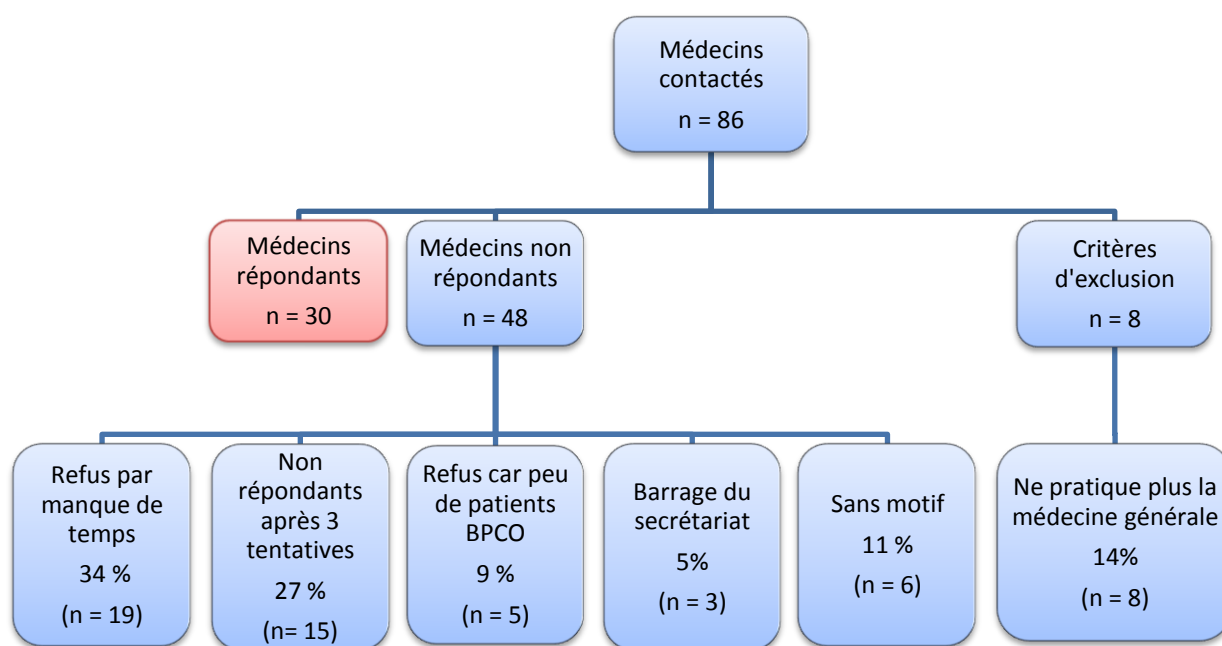 Médecins
contactés
n = 86
Médecins
répondants
n = 30
Médecins non
répondants
n = 48
Critères
d'exclusion
n = 8
Refus par
manque de
temps
34 %
(n = 19)
Non
répondants
après 3
tentatives
27 %
(n= 15)
Refus car peu
de patients
BPCO
9 %
(n = 5)
Barrage du
secrétariat
5%
(n = 3)
Sans motif
11 %
(n = 6)
Ne pratique plus la
médecine générale
14%
(n = 8)